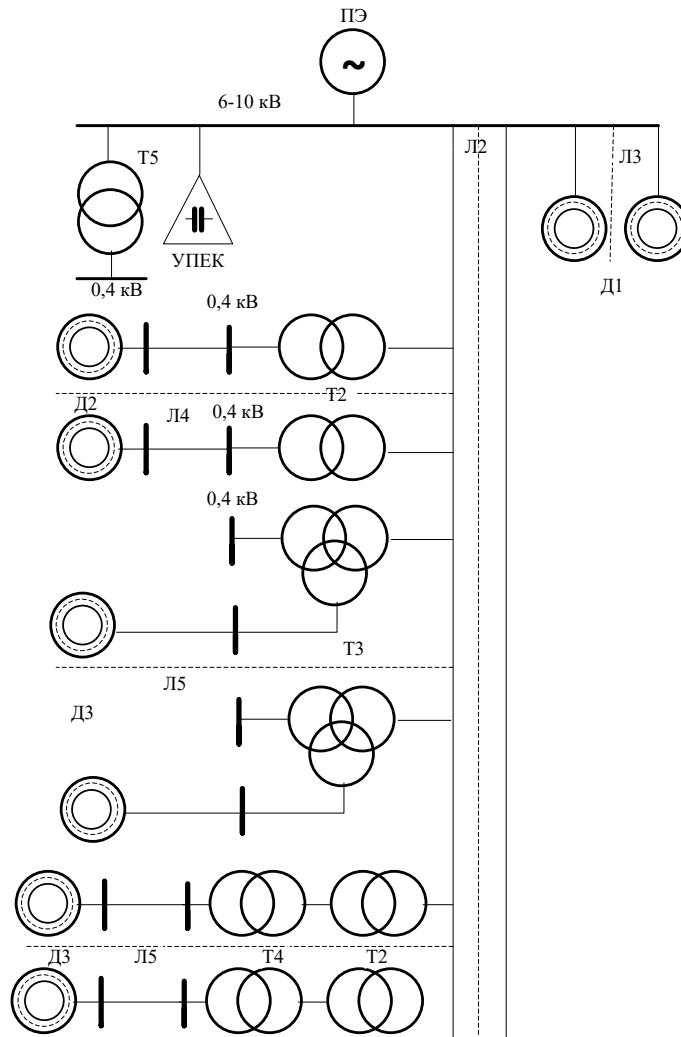 ПЭ
~
6-10 кВ
Л2
Т5
Л3
УПЕК
0,4 кВ
Д1
0,4 кВ
Т2
Д2
Л4
0,4 кВ
0,4 кВ
Т3
Л5
Д3
Д3
Л5
Т4
Т2